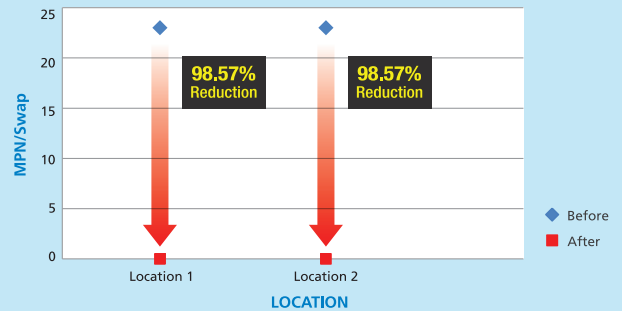 25
20
15
10
5
0
MPN/Swap
98.57%
Reduction
98.57%
Reduction
Before
After
Location 1
Location 2
LOCATION